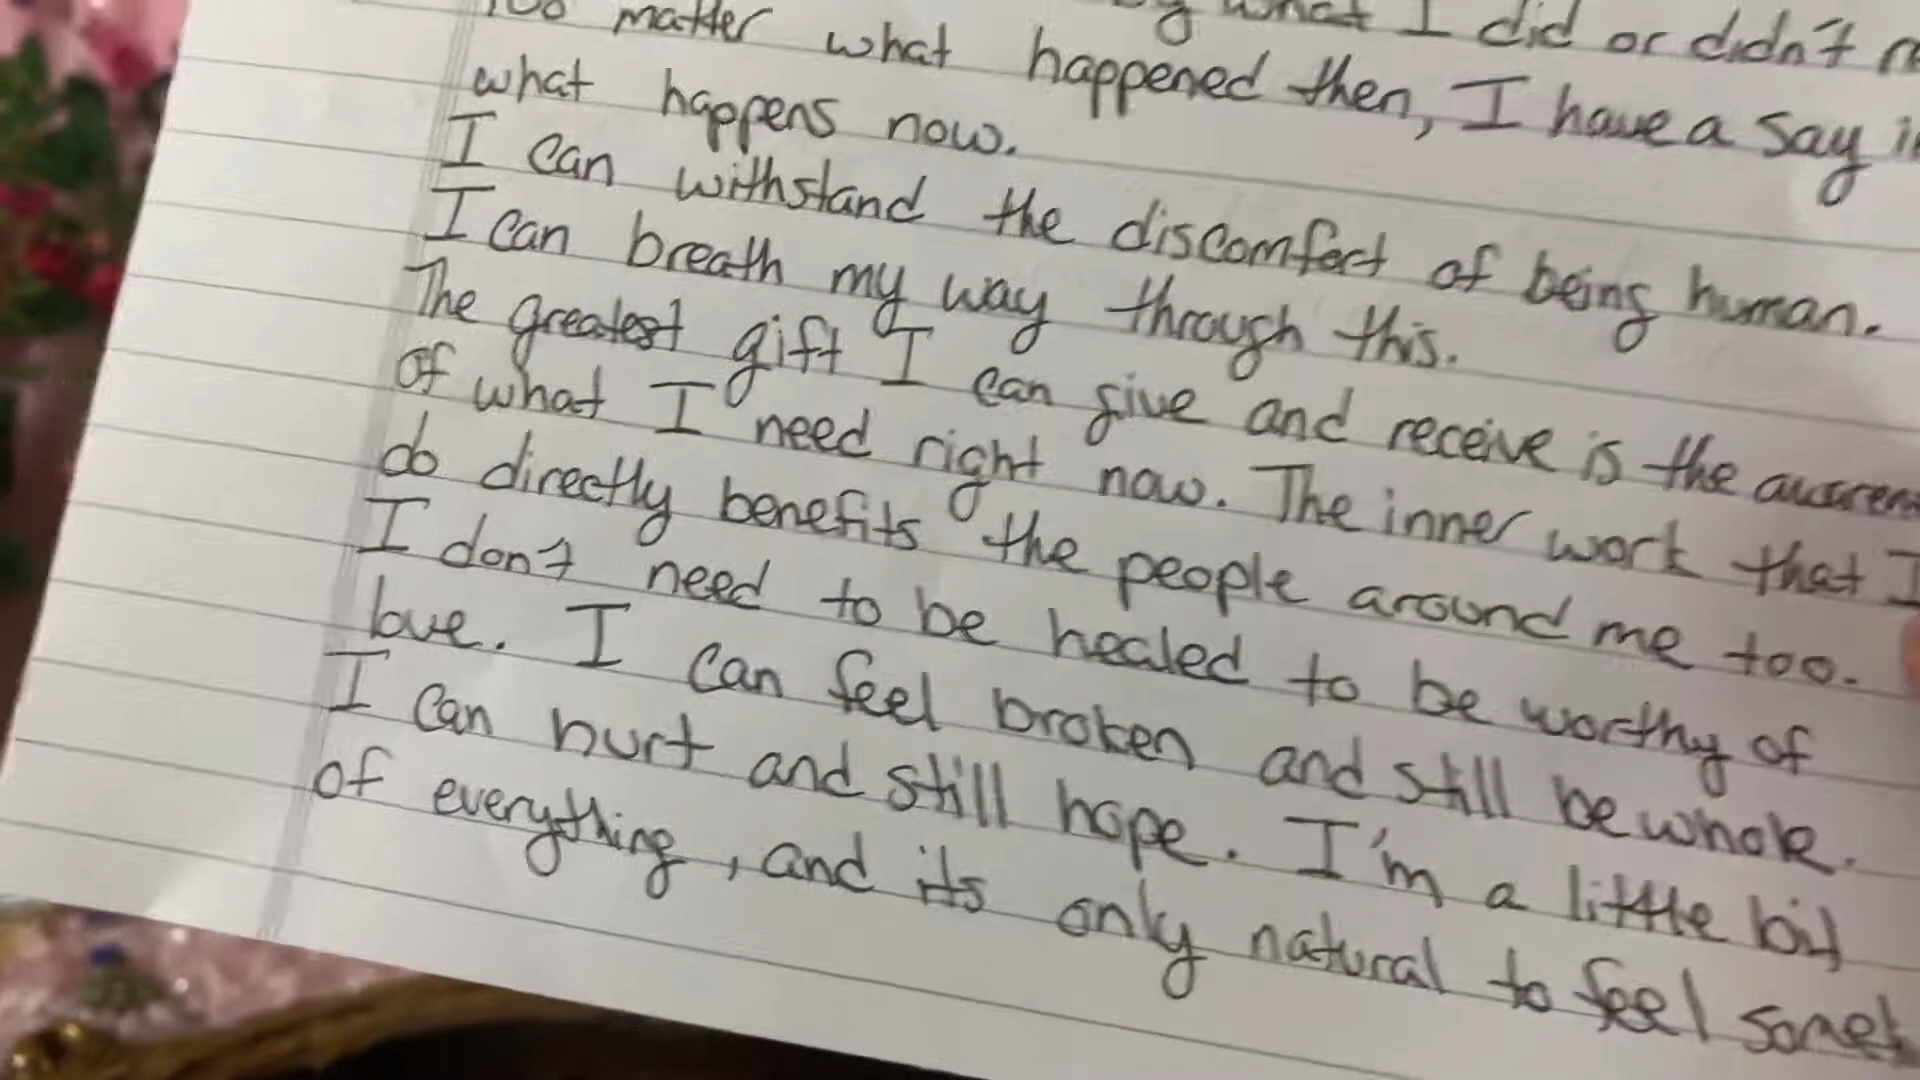 what I did or didn't
matter what happened then, I have a say
what happens now.
I can withstand the discomfort of being human.
I can breath my way through this.
The greatest gift I can give and receive is the
of what I need right now. The inner work that I
do directly benefits the people around me too.
I don't need to be healed to be worthy of
love. I can feel broken and still be whole.
I can hurt and still hope. I'm a little bit
of everything, and its only natural to feel